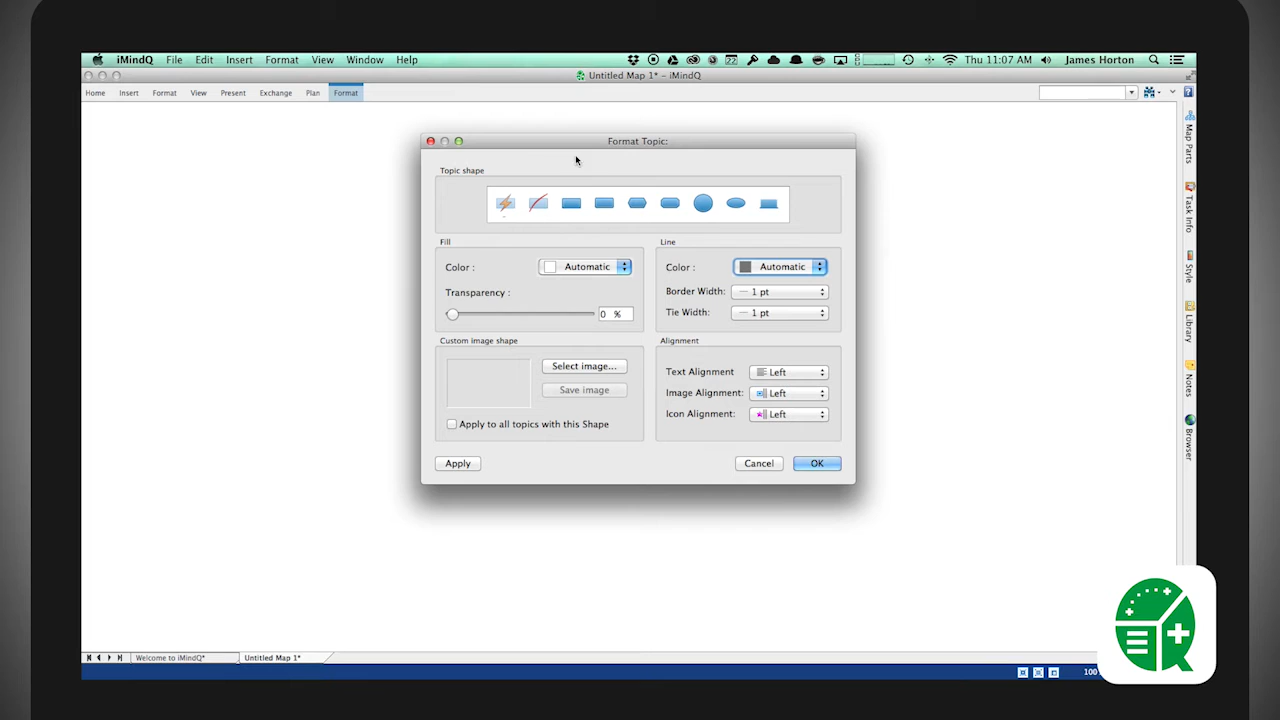 iMindQ File Edit Insert Format View Window Help
22 Thu 11:07 AM James Horton
Untitled Map 1* – iMindQ
Home Insert Format View Present Exchange Plan Format
Format Topic:
Topic shape
Fill
Color : Automatic
Transparency :
0 %
Line
Color : Automatic
Border Width: 1 pt
Tie Width: 1 pt
Custom image shape
Select image...
Save image
Apply to all topics with this Shape
Alignment
Text Alignment Left
Image Alignment: Left
Icon Alignment: Left
Apply Cancel OK
Map Parts
Task Info
Style
Library
Notes
Browser
Welcome to iMindQ* Untitled Map 1*
100